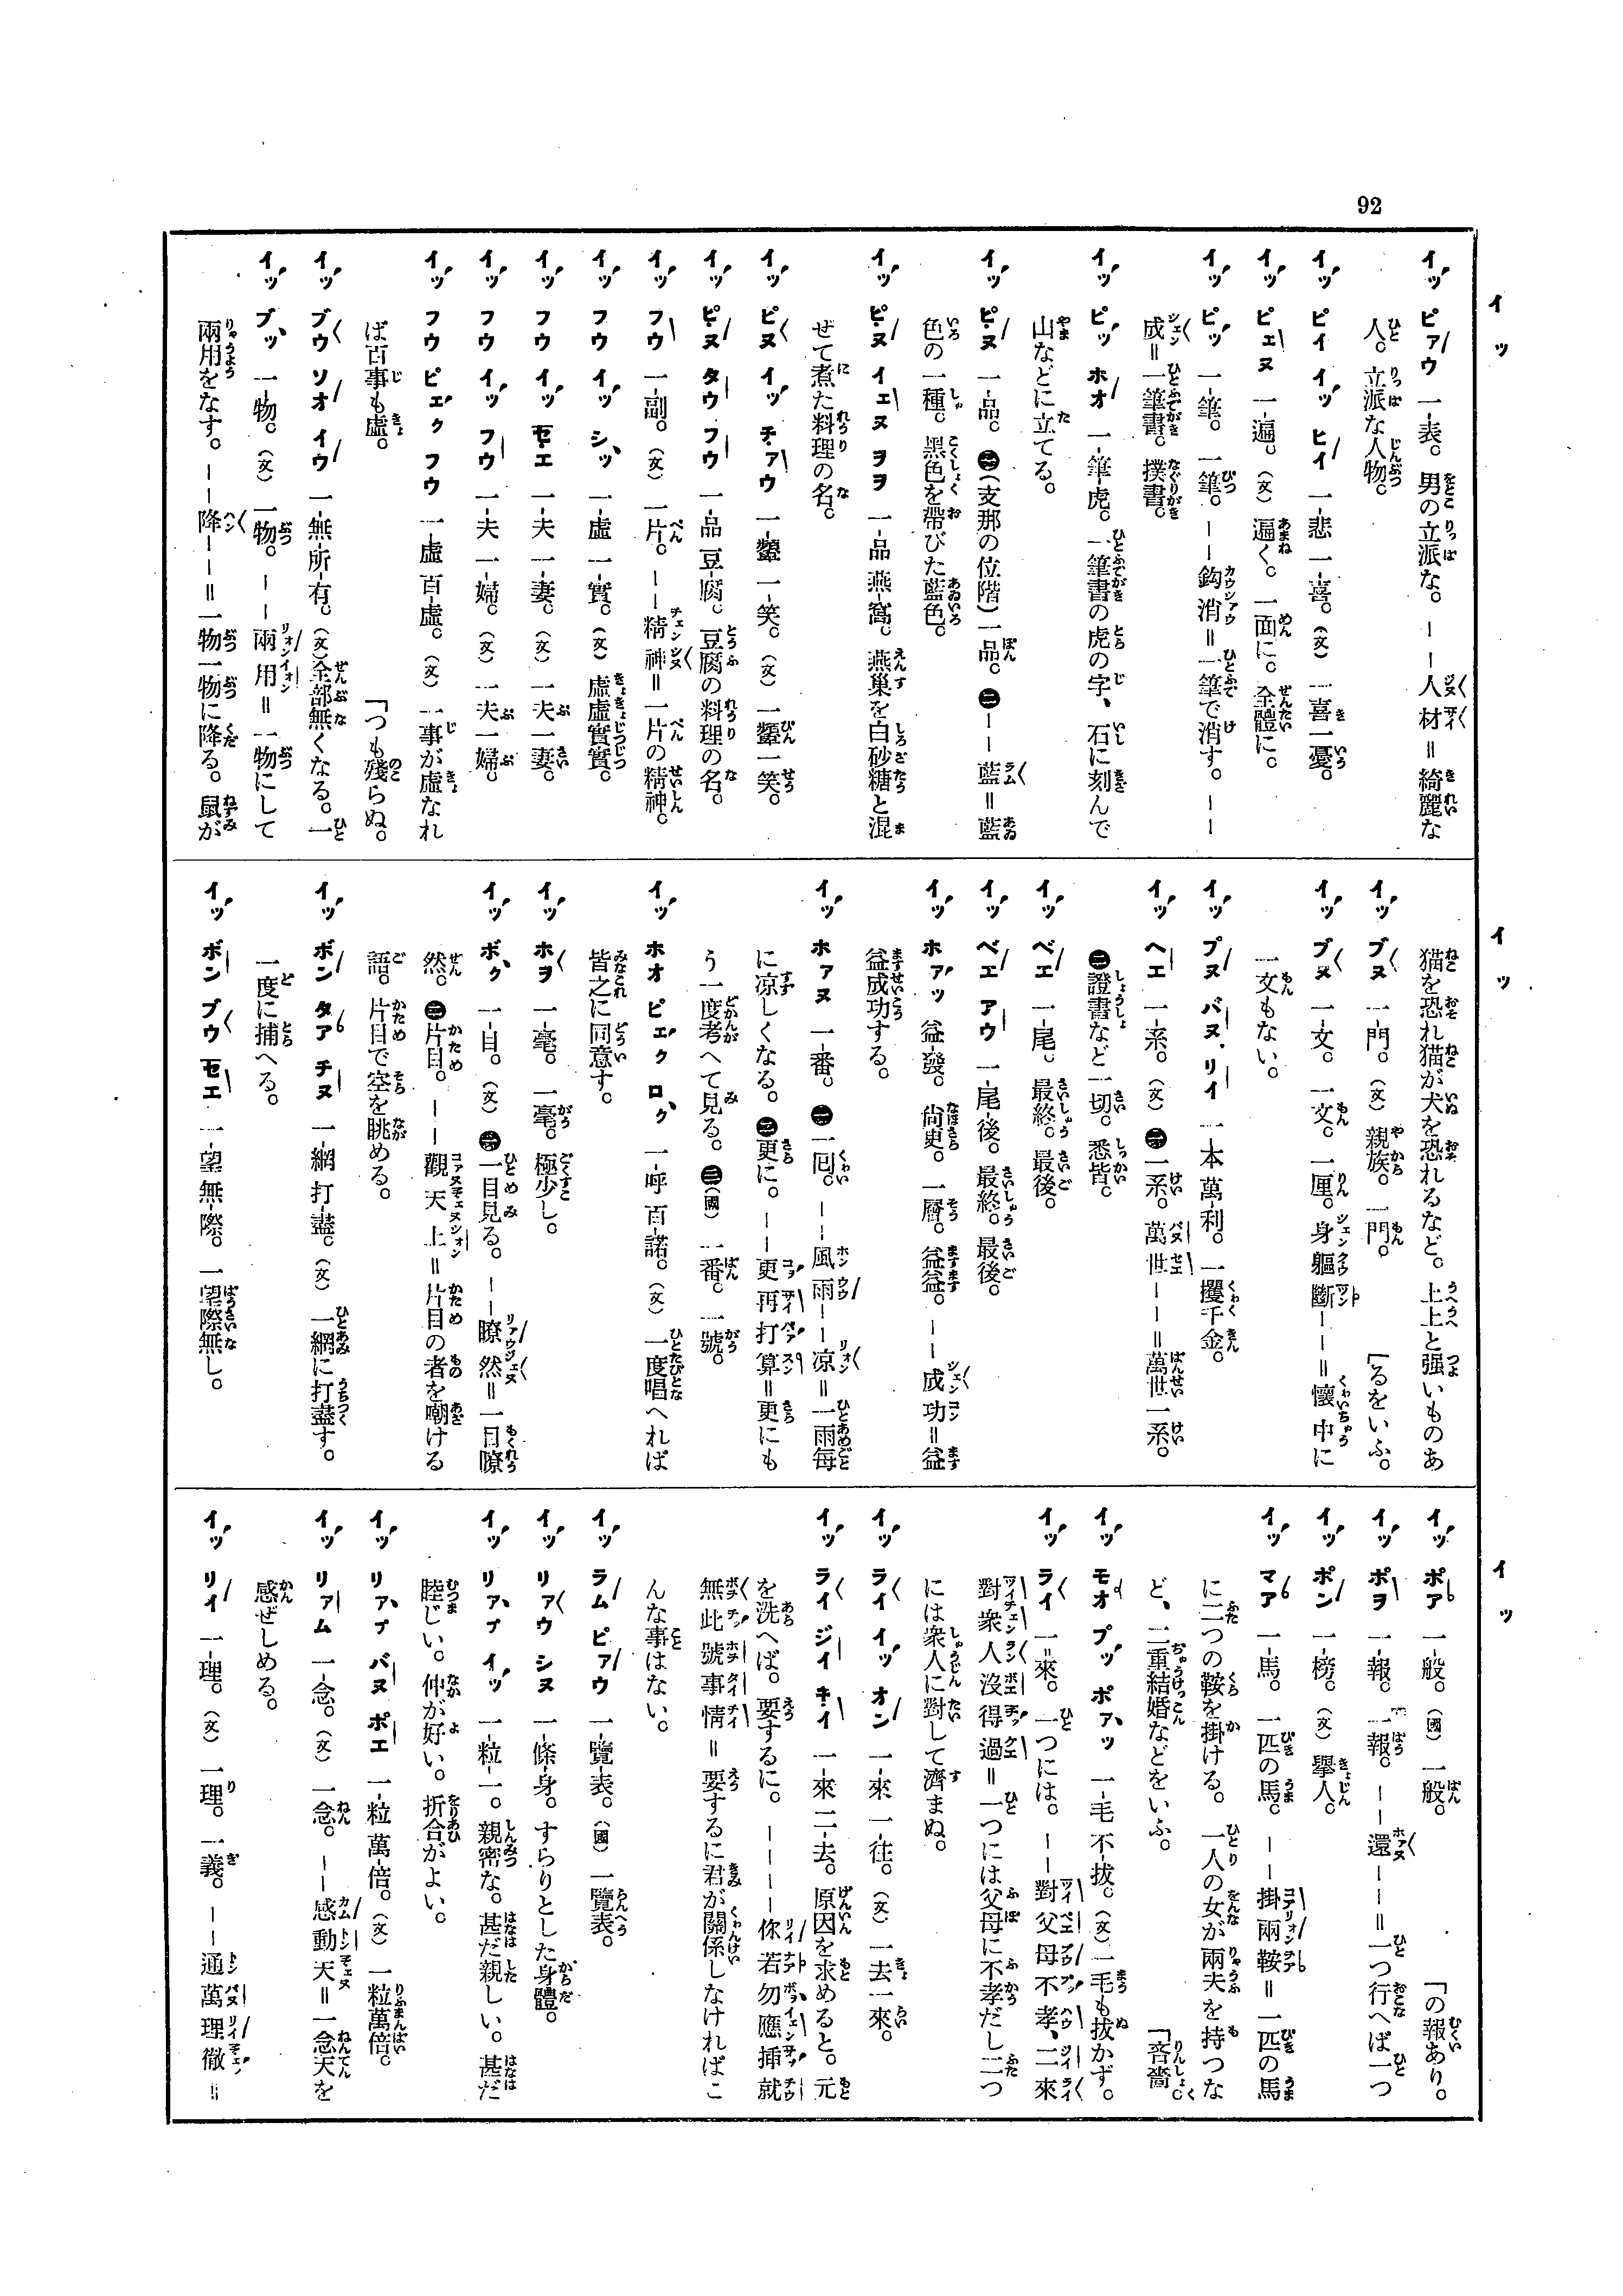 92
イツ
イッ ピァウ 一-表。男の立派な。――人材＝綺麗な
人。立派な人物。
イッ ピイ イッ ヒイ 一-悲 一-喜。（文）一喜一憂。
イッ ピェヌ 一-遍。（文）遍く。一面に。全體に。
イッ ピッ 一-筆。一筆。――鈎消＝一筆で消す。――
成＝一筆書。撲書。
イッ ピッ ホオ 一-筆-虎。一筆書の虎の字、石に刻んで
山などに立てる。
イッ ピヌ 一-品。㊀（支那の位階）一品。㊁――藍＝藍
色の一種。黑色を帶びた藍色。
イッ ピヌ イェヌ ヲヲ 一-品 燕-窩。燕巢を白砂糖と混
ぜて煮た料理の名。
イッ ピヌ イッ チァウ 一-顰 一-笑。（文）一顰一笑。
イッ ピヌ タウ フウ 一-品 豆-腐。豆腐の料理の名。
イッ フウ 一-副。（文）一片。――精神＝一片の精神。
イッ フウ イッ シッ 一-虛 一-實。（文）虛虛實實。
イッ フウ イッ モエ 一-夫 一-妻。（文）一夫一妻。
イッ フウ イッ フウ 一-夫 一-婦。（文）一夫一婦。
イッ フウ ピェク フウ 一-虛 百-虛。（文）一事が虛なれ
ば百事も虛。
「つも殘らぬ。
イッ ブウ ソオ イウ 一-無-所-有。（文）全部無くなる。一
イッ ブッ 一-物。（文）一物。――兩用＝一物にして
兩用をなす。――降――＝一物一物に降る。鼠が
イツ
猫を恐れ猫が犬を恐れるなど。上上と强いものあ
「るをいふ。
イッ ブヌ 一-門。（文）親族。一門。
イッ ブヌ 一-文。一文。一厘。身軀斷――＝懷中に
一文もない。
イッ プヌ バヌ リイ 一-本 萬-利。一攫千金。
イッ ヘエ 一-系。（文）㊀一系。萬世――＝萬世一系。
㊁證書など一切。悉皆。
イッ ベエ 一-尾。最終。最後。
イッ ベエ アウ 一-尾-後。最終。最後。
イッ ホァッ 益-發。尙更。一層。益益。――成功＝益
益成功する。
イッ ホァヌ 一-番。㊀一囘。――風雨――凉＝一雨每
に凉しくなる。㊁更に。――更再打算＝更にも
う一度考へて見る。㊂（國）一番。一號。
イッ ホオ ピェク ロク 一-呼 百-諾。（文）一度唱へれば
皆之に同意す。
イッ ホヲ 一-毫。一毫。極少し。
イッ ボク 一-目。（文）㊀一目見る。――瞭然＝一目瞭
然。㊁片目。――觀天上＝片目の者を嘲ける
語。片目で空を眺める。
イッ ボン タア チヌ 一-網 打-盡。（文）一網に打盡す。
一度に捕へる。
イッ ボン ブウ モエ 一-望 無-際。一望際無し。
イツ
イッ ポア 一-般。（國）一般。
「の報あり。
イッ ポヲ 一-報。一報。――還――＝一つ行へば一つ
イッ ポン 一-榜。（文）擧人。
イッ マア 一-馬。一匹の馬。――掛兩鞍＝一匹の馬
に二つの鞍を掛ける。一人の女が兩夫を持つな
ど、二重結婚などをいふ。
「吝嗇。
イッ モオ プッ ポァッ 一-毛 不-拔。（文）一毛も拔かず。
イッ ライ 一=來。一つには。――對父母不孝、二來
對衆人沒得過＝一つには父母に不孝だし二つ
には衆人に對して濟まぬ。
イッ ライ イッ オン 一-來 一-往。（文）一去一來。
イッ ライ ジイ キイ 一-來 二-去。原因を求めると。元
を洗へば。要するに。――――你若勿應揷就
無此號事情＝要するに君が關係しなければこ
んな事はない。
イッ ラム ピァウ 一-覽-表。（國）一覽表。
イッ リァウ シヌ 一-條-身。すらりとした身體。
イッ リァプ イッ 一-粒-一。親密な。甚だ親しい。甚だ
睦じい。仲が好い。折合がよい。
イッ リァプ バヌ ポエ 一-粒 萬-倍。（文）一粒萬倍。
イッ リァム 一-念。（文）一念。――感動天＝一念天を
感ぜしめる。
イッ リイ 一-理。（文）一理。一義。――通萬理徹＝